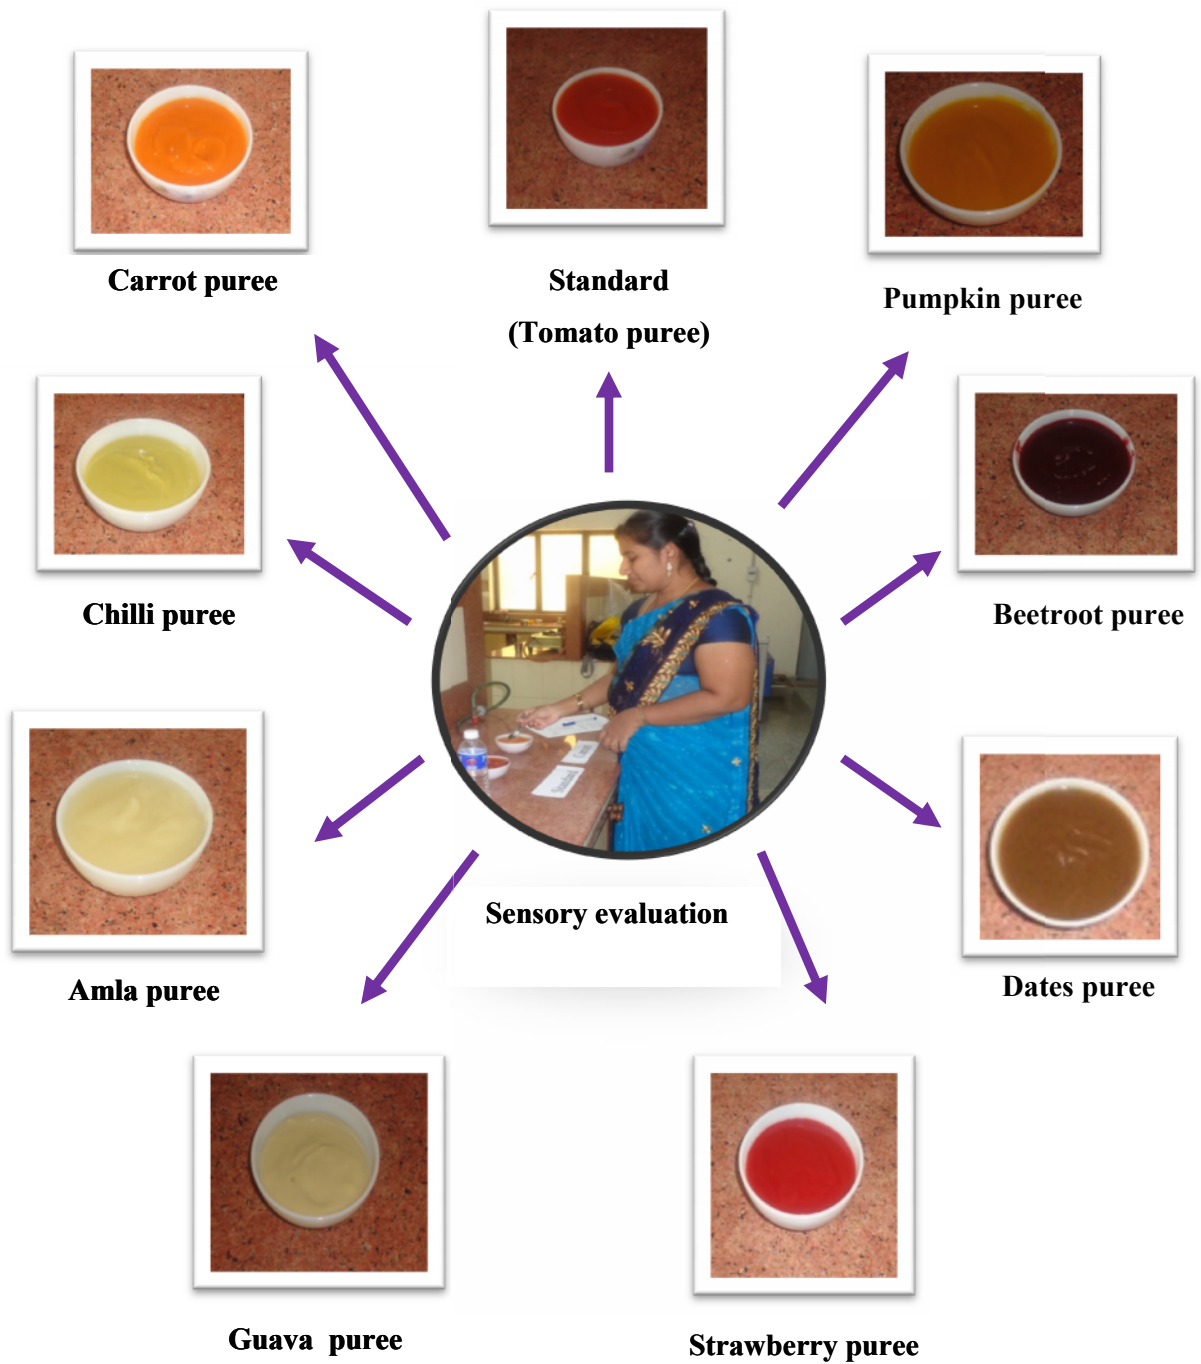 Carrot puree
Standard
(Tomato puree)
Pumpkin puree
Chilli puree
Beetroot puree
Standard
Amla puree
Sensory evaluation
Dates puree
Guava  puree
Strawberry puree